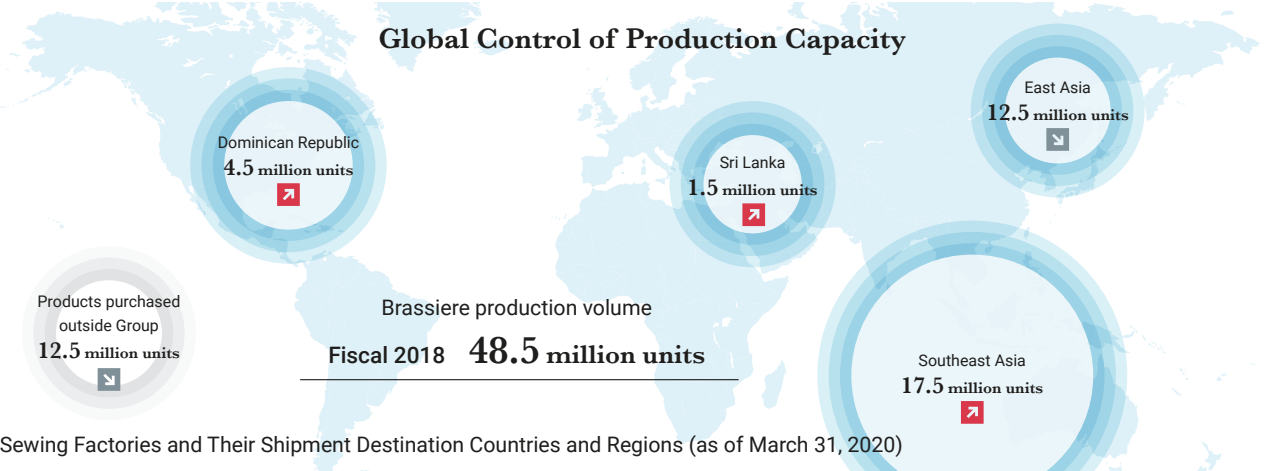 Global Control of Production Capacity
East Asia
12.5 million units
Dominican Republic
4.5 million units
Sri Lanka
1.5 million units
Products purchased
outside Group
12.5 million units
Brassiere production volume
Fiscal 2018 48.5 million units
Southeast Asia
17.5 million units
Sewing Factories and Their Shipment Destination Countries and Regions (as of March 31, 2020)